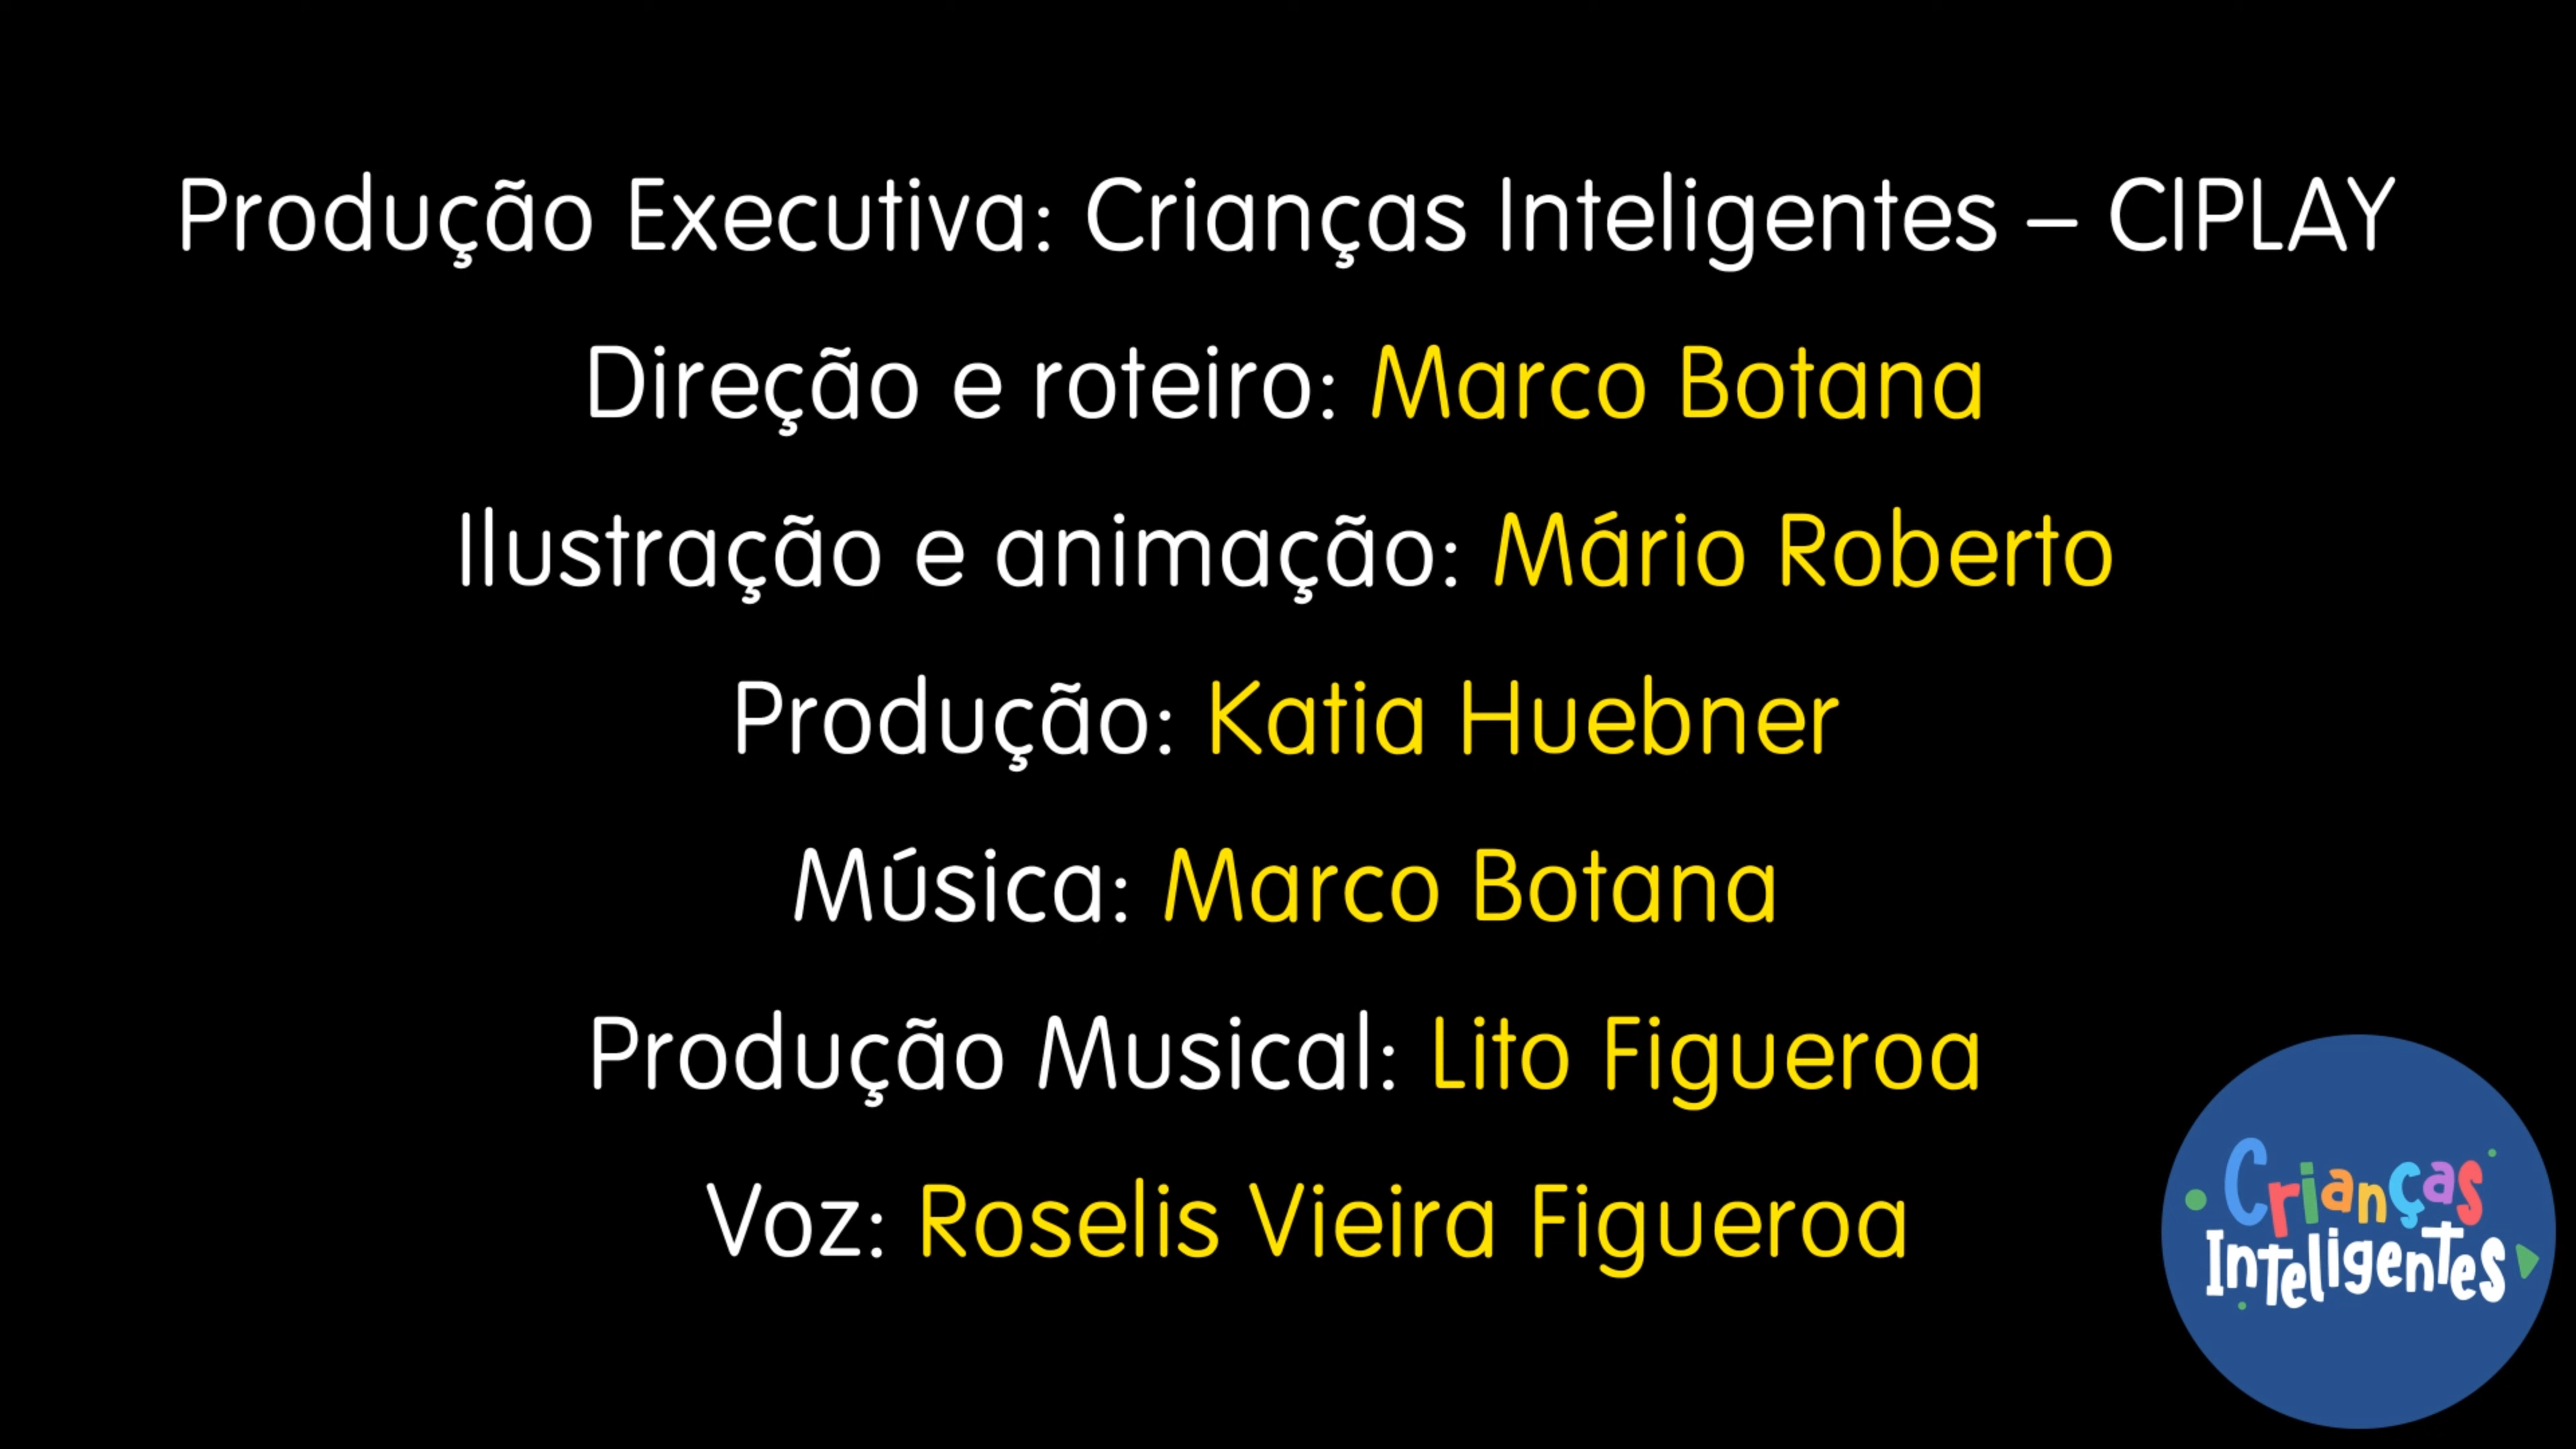 Produção Executiva: Crianças Inteligentes – CIPLAY
Direção e roteiro: Marco Botana
Ilustração e animação: Mário Roberto
Produção: Katia Huebner
Música: Marco Botana
Produção Musical: Lito Figueroa
Voz: Roselis Vieira Figueroa
Crianças
Inteligentes